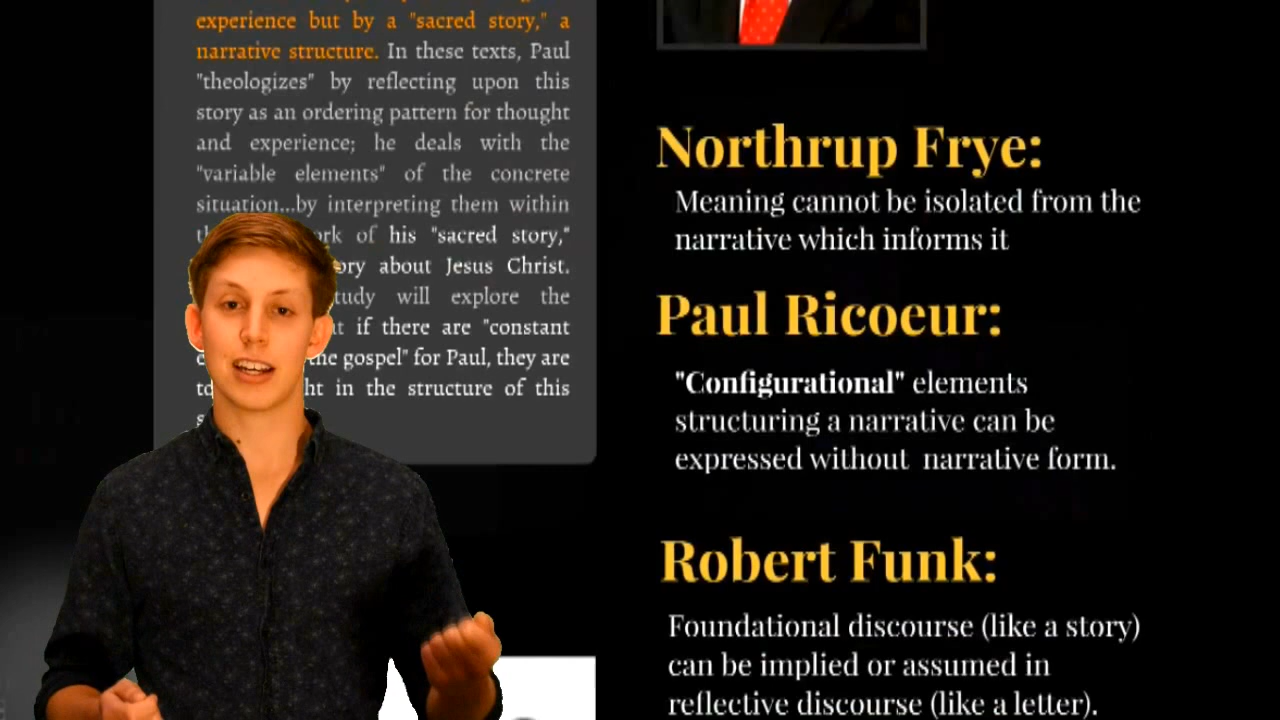 experience but by a "sacred story," a
narrative structure. In these texts, Paul
"theologizes" by reflecting upon this
story as an ordering pattern for thought
and experience; he deals with the
"variable elements" of the concrete
situation...by interpreting them within
of his "sacred story,"
about Jesus Christ.
will explore the
if there are "constant
the gospel" for Paul, they are
in the structure of this
Northrup Frye:
Meaning cannot be isolated from the
narrative which informs it
Paul Ricoeur:
"Configurational" elements
structuring a narrative can be
expressed without narrative form.
Robert Funk:
Foundational discourse (like a story)
can be implied or assumed in
reflective discourse (like a letter).